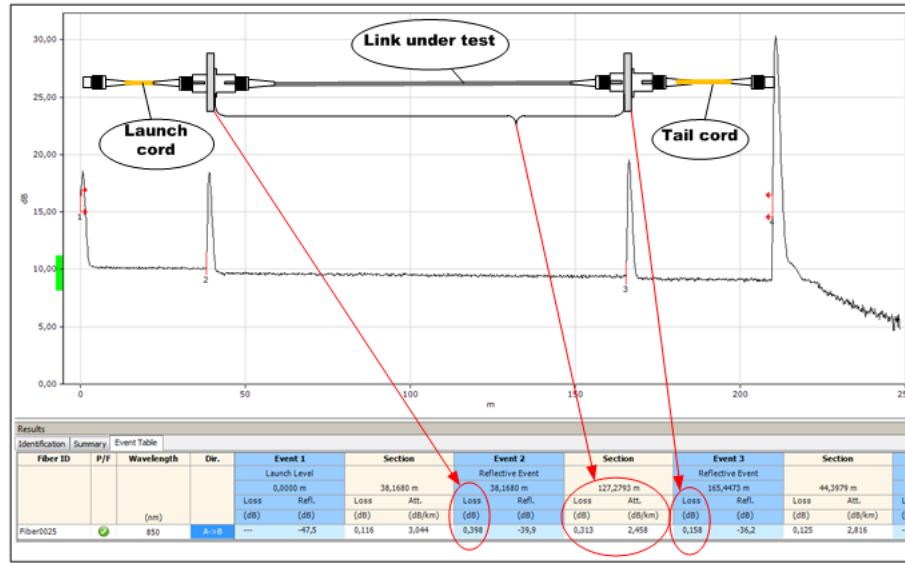 30,00
25,00
20,00
15,00
10,00
5,00
0,00
dB
Link under test
Launch
cord
Tail cord
1
2
3
4
0
50
100
150
200
250
m
Results
Identification Summary Event Table
Fiber ID P/F Wavelength Dir. Event 1 Section Event 2 Section Event 3 Section
Launch Level Reflective Event Reflective Event
0,0000 m 38,1680 m 38,1680 m 127,2793 m 165,4473 m 44,3979 m
Loss Refl. Loss Att. Loss Refl. Loss Att. Loss Refl. Loss Att.
(nm) (dB) (dB) (dB) (dB/km) (dB) (dB) (dB) (dB/km) (dB) (dB) (dB) (dB/km)
Fiber0025 850 A->B --- -47,5 0,116 3,044 0,398 -39,9 0,313 2,458 0,158 -36,2 0,125 2,816